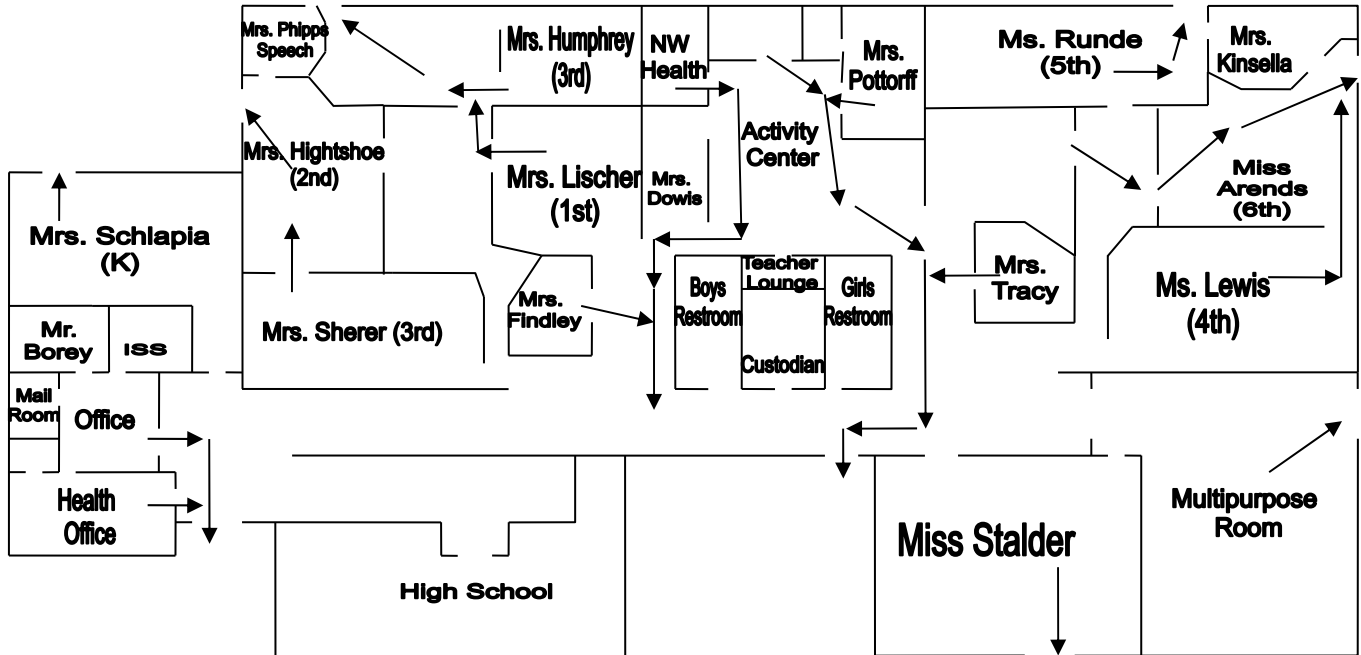 Mrs. Phipps
Speech
Mrs. Humphrey
(3rd)
NW
Health
Mrs.
Pottorff
Ms. Runde
(5th)
Mrs.
Kinsella
Mrs. Hightshoe
(2nd)
Mrs. Lischer
(1st)
Mrs.
Dowis
Activity
Center
Miss
Arends
(6th)
Mrs. Schlapia
(K)
Mrs. Sherer (3rd)
Mrs.
Findley
Boys
Restroom
Teacher
Lounge
Custodian
Girls
Restroom
Mrs.
Tracy
Ms. Lewis
(4th)
Mr.
Borey
ISS
Mail
Room
Office
Health
Office
High School
Miss Stalder
Multipurpose
Room